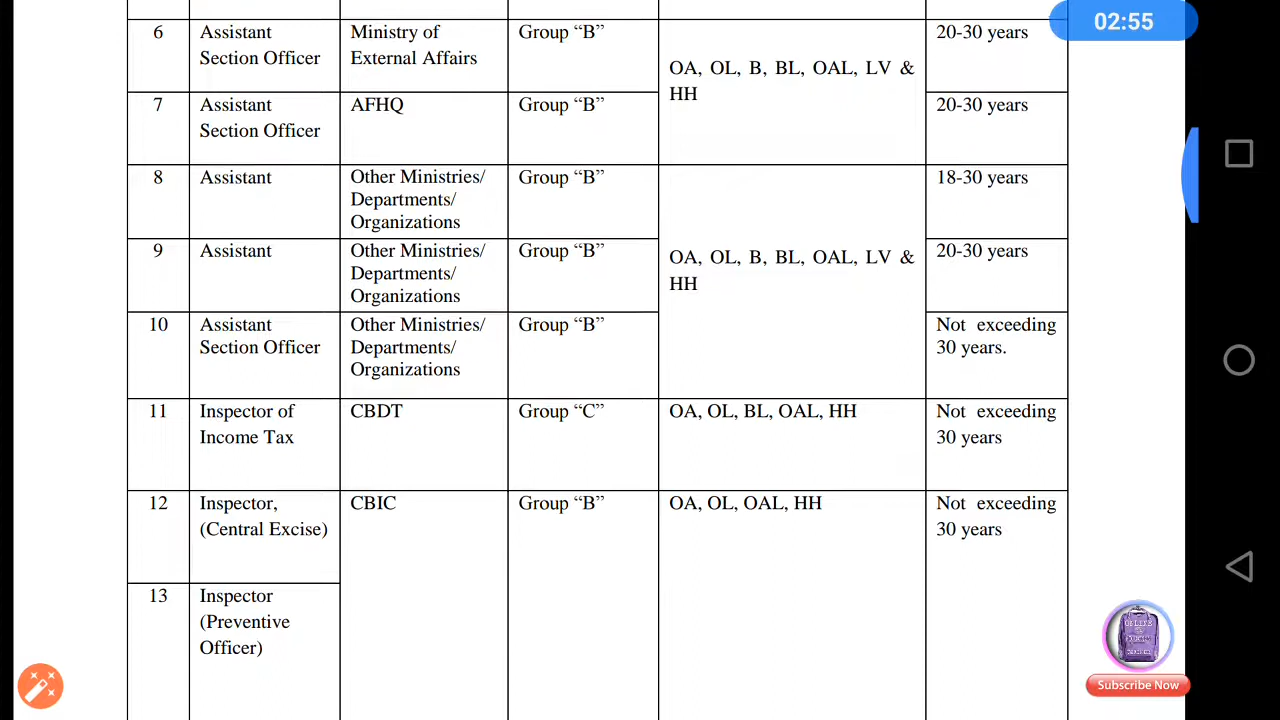 02:55
6 Assistant Ministry of Group “B” 20-30 years
Section Officer External Affairs
OA, OL, B, BL, OAL, LV &
HH
7 Assistant AFHQ Group “B” 20-30 years
Section Officer
8 Assistant Other Ministries/ Group “B” 18-30 years
Departments/
Organizations
9 Assistant Other Ministries/ Group “B” OA, OL, B, BL, OAL, LV & 20-30 years
Departments/ HH
Organizations
10 Assistant Other Ministries/ Group “B” Not exceeding
Section Officer Departments/ 30 years.
Organizations
11 Inspector of CBDT Group “C” OA, OL, BL, OAL, HH Not exceeding
Income Tax 30 years
12 Inspector, CBIC Group “B” OA, OL, OAL, HH Not exceeding
(Central Excise) 30 years
13 Inspector
(Preventive
Officer)
Subscribe Now